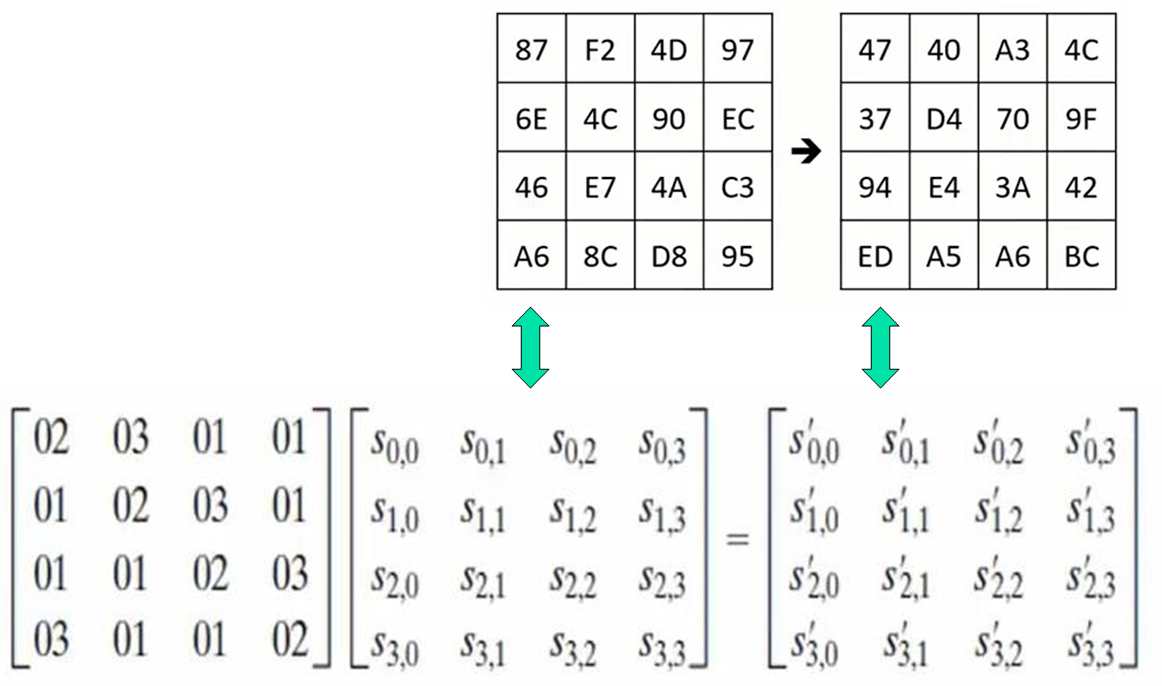 87 F2 4D 97 47 40 A3 4C
6E 4C 90 EC 37 D4 70 9F
46 E7 4A C3 ➔ 94 E4 3A 42
A6 8C D8 95 ED A5 A6 BC
02 03 01 01 s0,0 s0,1 s0,2 s0,3 s′0,0 s′0,1 s′0,2 s′0,3
01 02 03 01 s1,0 s1,1 s1,2 s1,3 s′1,0 s′1,1 s′1,2 s′1,3
01 01 02 03 s2,0 s2,1 s2,2 s2,3 = s′2,0 s′2,1 s′2,2 s′2,3
03 01 01 02 s3,0 s3,1 s3,2 s3,3 s′3,0 s′3,1 s′3,2 s′3,3